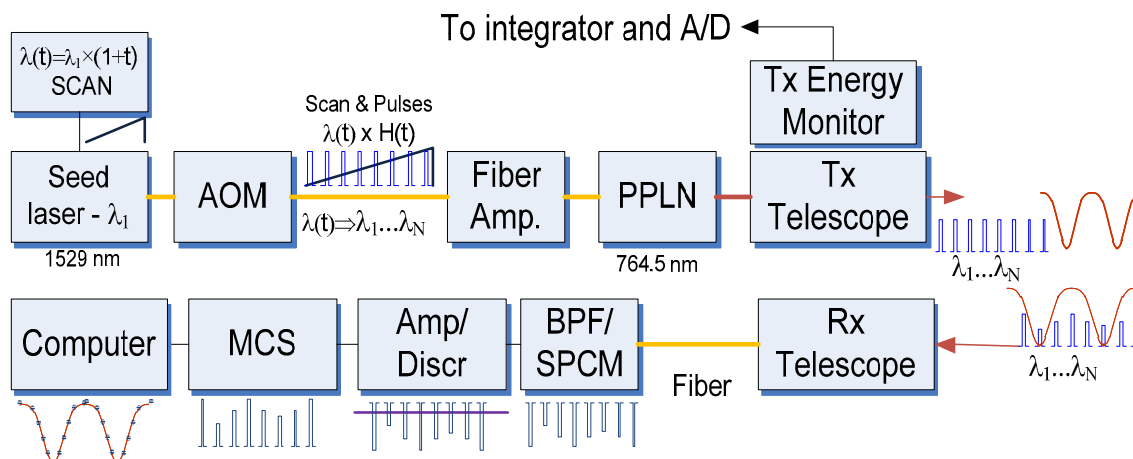 To integrator and A/D
λ(t)=λ₁×(1+t)
SCAN
Tx Energy
Monitor
Scan & Pulses
λ(t) x H(t)
Seed
laser - λ₁
AOM
Fiber
Amp.
PPLN
Tx
Telescope
λ(t)⇒λ₁...λN
1529 nm
764.5 nm
λ₁...λN
Computer
MCS
Amp/
Discr
BPF/
SPCM
Fiber
Rx
Telescope
λ₁...λN